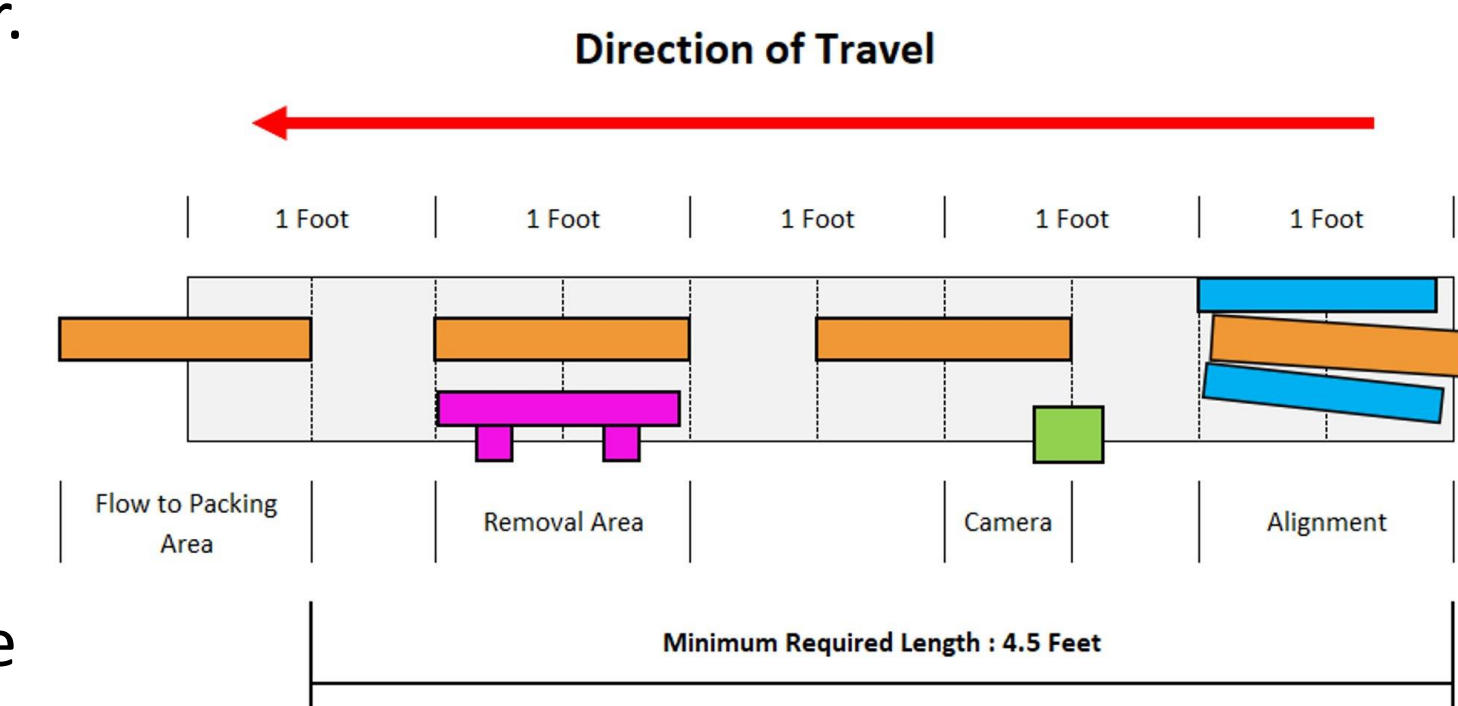 r.
Direction of Travel
1 Foot 1 Foot 1 Foot 1 Foot 1 Foot
Flow to Packing
Area
Removal Area
Camera
Alignment
e
Minimum Required Length : 4.5 Feet